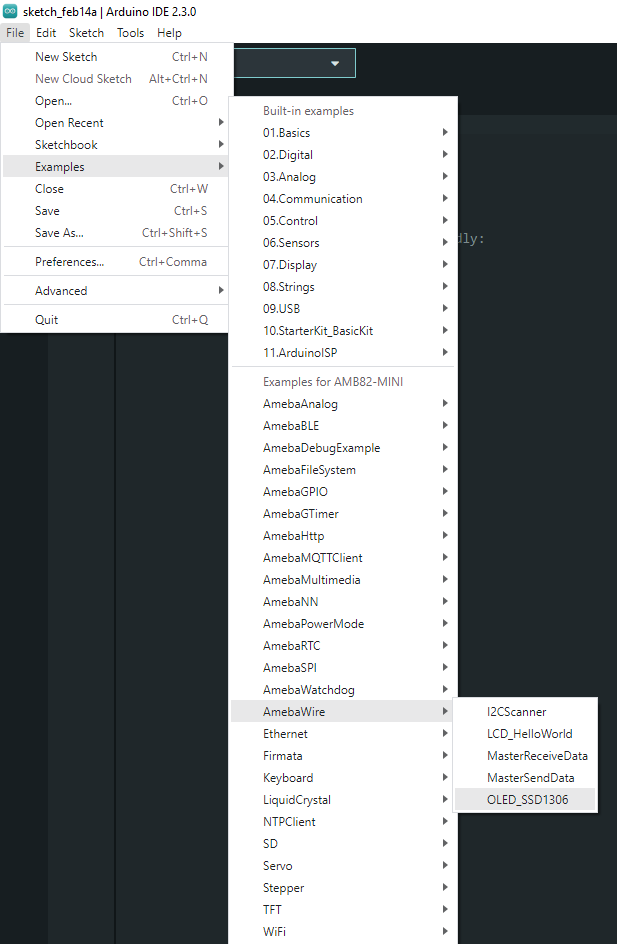 sketch_feb14a | Arduino IDE 2.3.0
File Edit Sketch Tools Help
New Sketch Ctrl+N
New Cloud Sketch Alt+Ctrl+N
Open... Ctrl+O
Open Recent
Sketchbook
Examples
Close Ctrl+W
Save Ctrl+S
Save As... Ctrl+Shift+S
Preferences... Ctrl+Comma
Advanced
Quit Ctrl+Q
Built-in examples
01.Basics
02.Digital
03.Analog
04.Communication
05.Control
06.Sensors
07.Display
08.Strings
09.USB
10.StarterKit_BasicKit
11.ArduinoISP
Examples for AMB82-MINI
AmebaAnalog
AmebaBLE
AmebaDebugExample
AmebaFileSystem
AmebaGPIO
AmebaGTimer
AmebaHttp
AmebaMQTTClient
AmebaMultimedia
AmebaNN
AmebaPowerMode
AmebaRTC
AmebaSPI
AmebaWatchdog
AmebaWire
Ethernet
Firmata
Keyboard
LiquidCrystal
NTPClient
SD
Servo
Stepper
TFT
WiFi
I2CScanner
LCD_HelloWorld
MasterReceiveData
MasterSendData
OLED_SSD1306